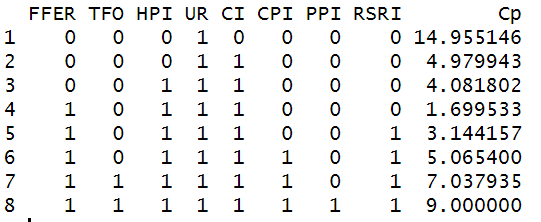 FFER TFO HPI UR CI CPI PPI RSRI Cp
1 0 0 0 1 0 0 0 0 14.955146
2 0 0 0 1 1 0 0 0 4.979943
3 0 0 1 1 1 0 0 0 4.081802
4 1 0 1 1 1 0 0 0 1.699533
5 1 0 1 1 1 0 0 1 3.144157
6 1 0 1 1 1 1 0 1 5.065400
7 1 1 1 1 1 1 0 1 7.037935
8 1 1 1 1 1 1 1 1 9.000000